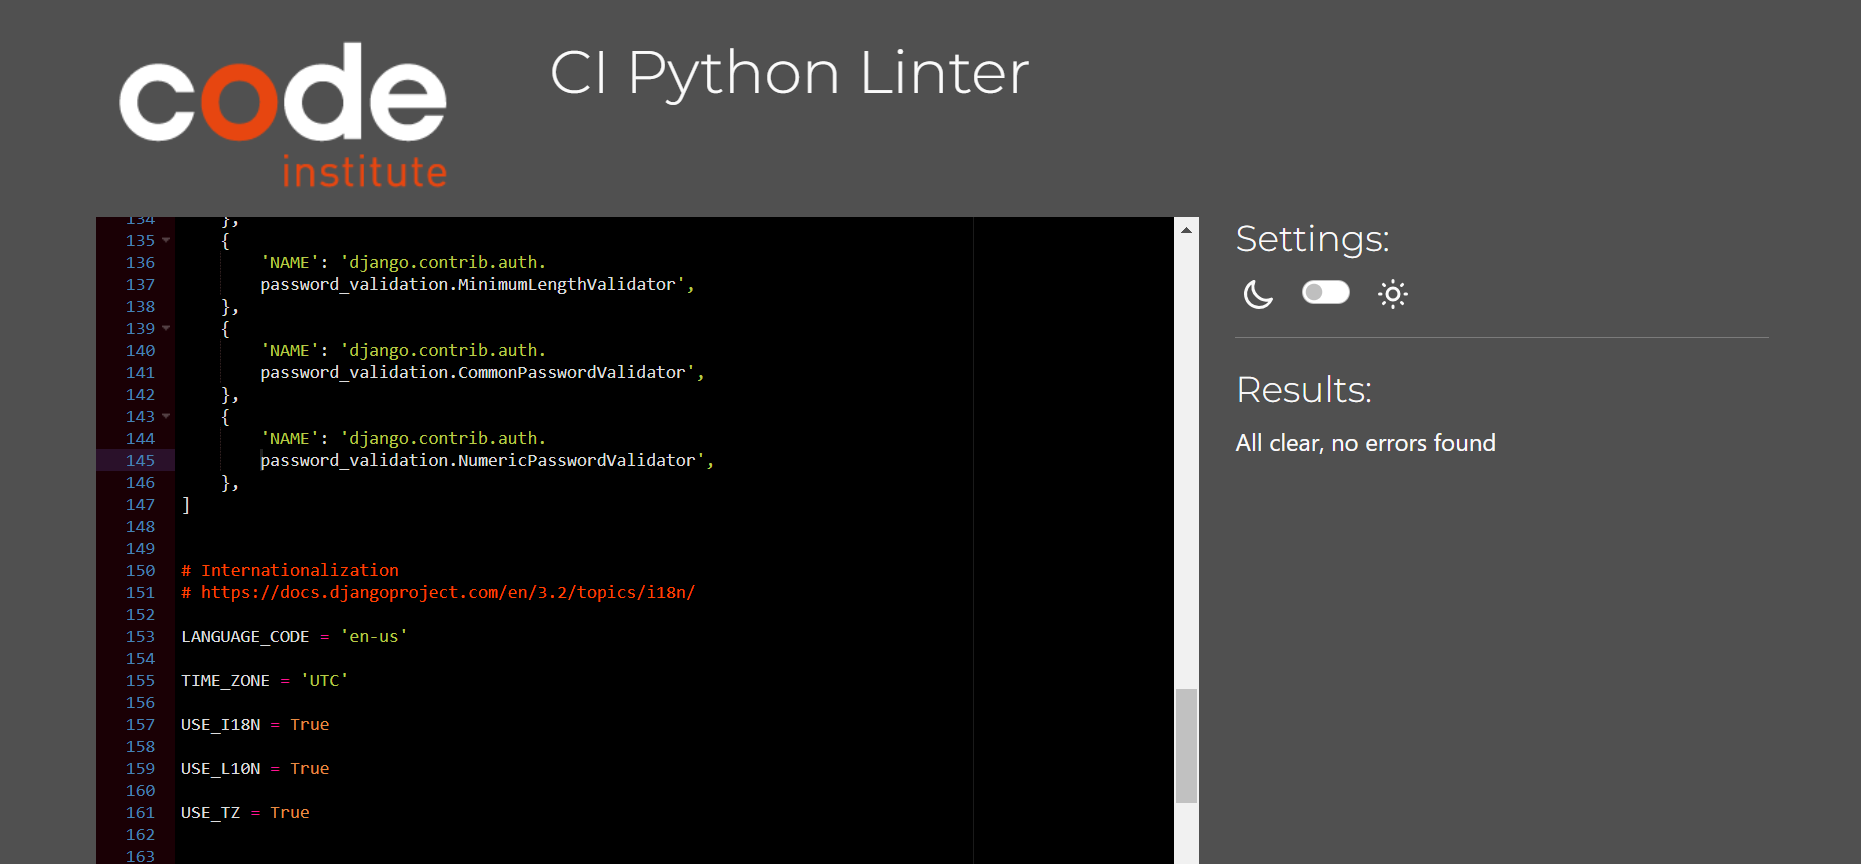 code
institute
CI Python Linter
134 },
135 {
136 'NAME': 'django.contrib.auth.
137 password_validation.MinimumLengthValidator',
138 },
139 {
140 'NAME': 'django.contrib.auth.
141 password_validation.CommonPasswordValidator',
142 },
143 {
144 'NAME': 'django.contrib.auth.
145 password_validation.NumericPasswordValidator',
146 },
147 ]
148
149
150 # Internationalization
151 # https://docs.djangoproject.com/en/3.2/topics/i18n/
152
153 LANGUAGE_CODE = 'en-us'
154
155 TIME_ZONE = 'UTC'
156
157 USE_I18N = True
158
159 USE_L10N = True
160
161 USE_TZ = True
162
163
Settings:
Results:
All clear, no errors found